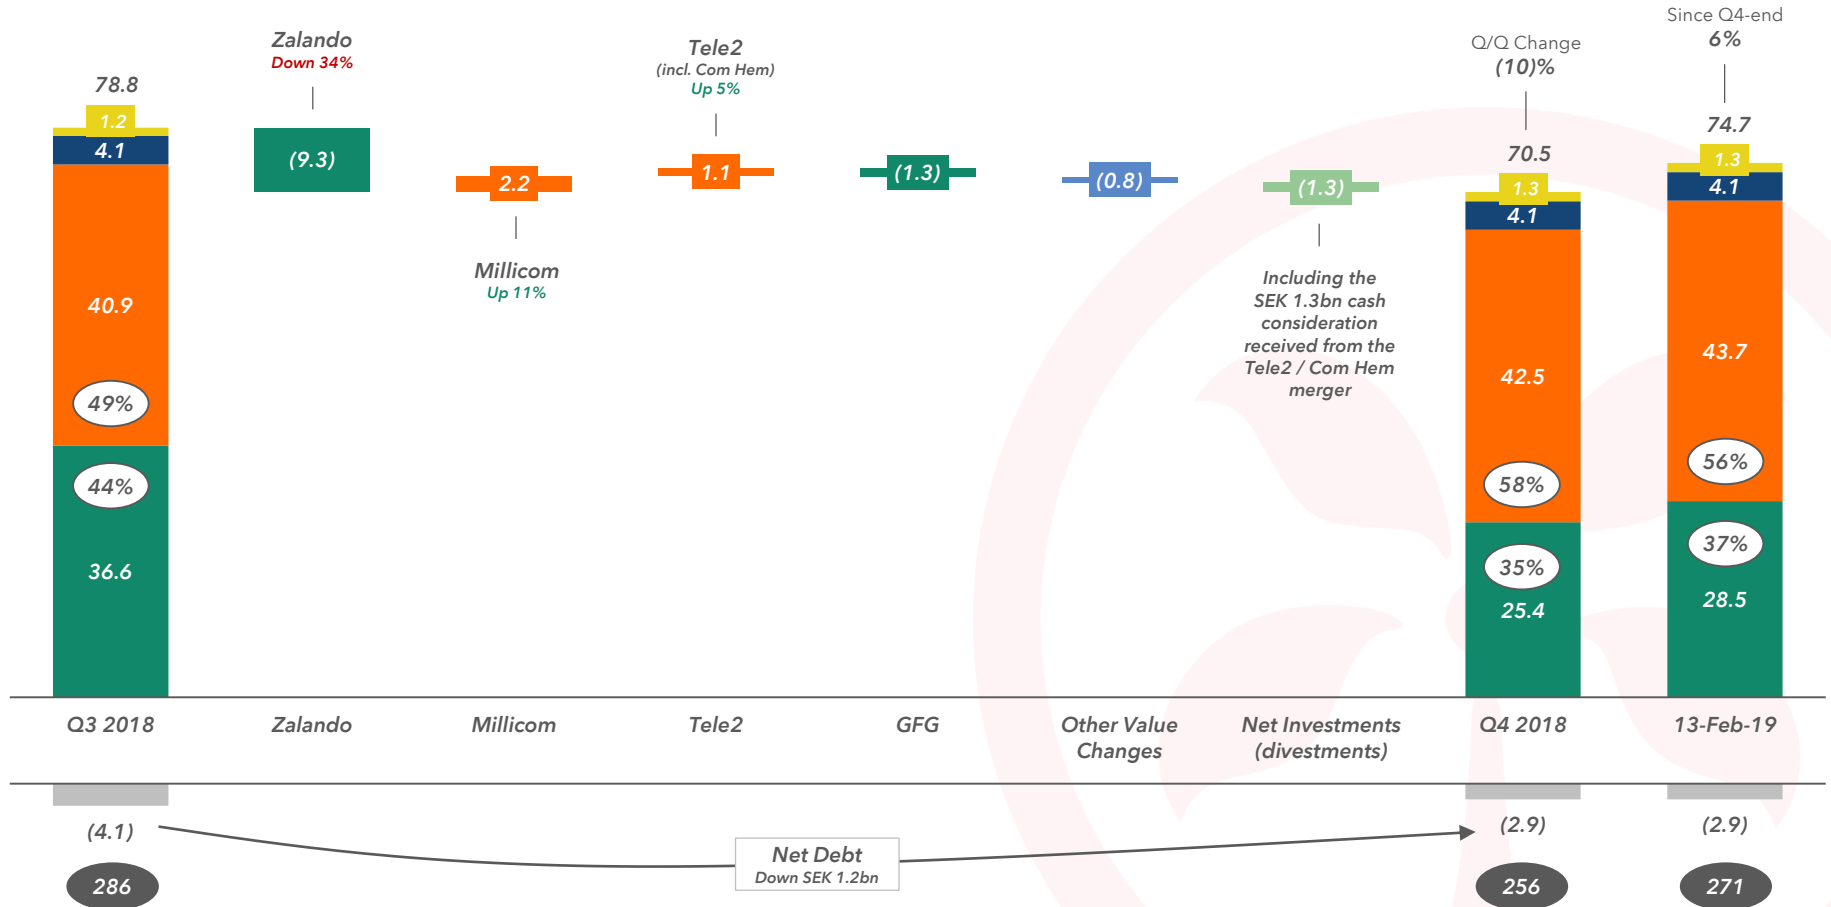 Since Q4-end
6%
Zalando
Down 34%
Tele2
(incl. Com Hem)
Up 5%
Q/Q Change
(10)%
78.8
74.7
70.5
1.2
4.1
(9.3)
2.2
1.1
(1.3)
(0.8)
(1.3)
1.3
4.1
1.3
4.1
Millicom
Up 11%
Including the
SEK 1.3bn cash
consideration
received from the
Tele2 / Com Hem
merger
40.9
42.5
43.7
49%
44%
58%
35%
56%
37%
36.6
25.4
28.5
Q3 2018
Zalando
Millicom
Tele2
GFG
Other Value
Changes
Net Investments
(divestments)
Q4 2018
13-Feb-19
(4.1)
(2.9)
(2.9)
Net Debt
Down SEK 1.2bn
286
256
271